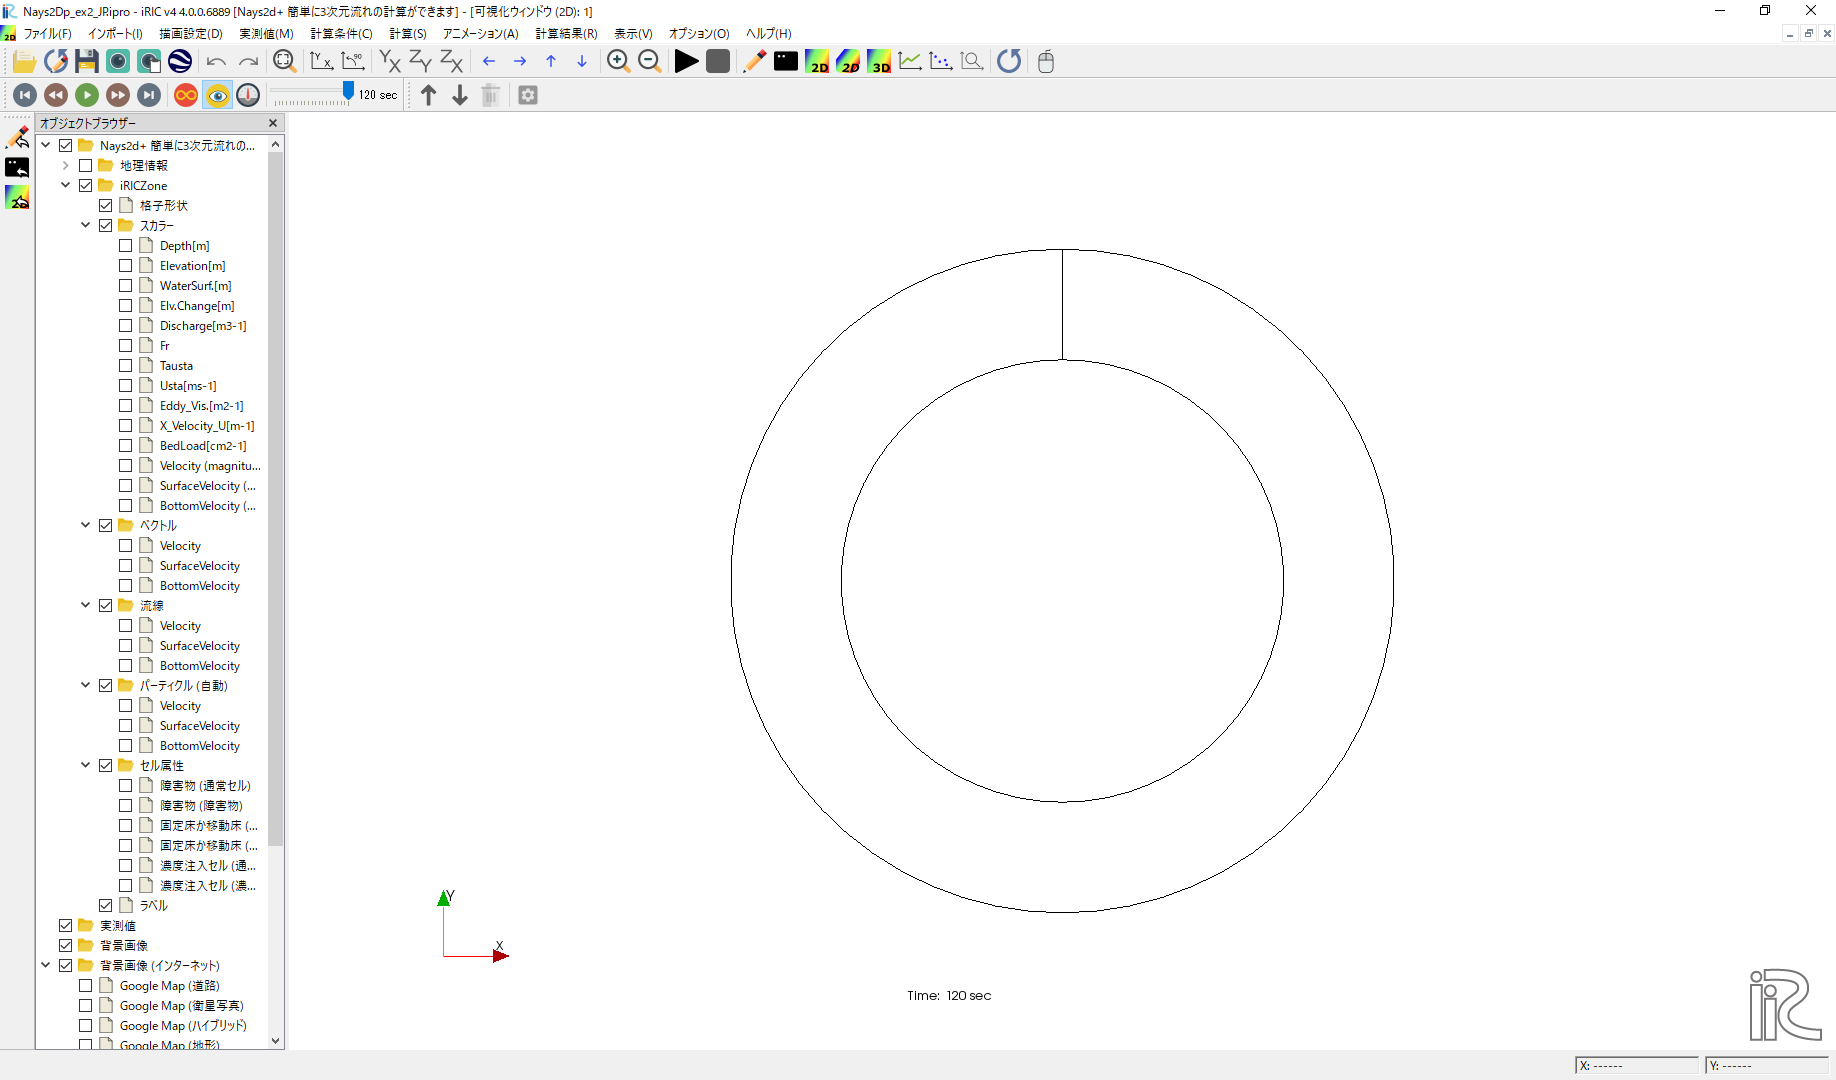 Nays2Dp_ex2_JP.ipro - iRIC v4 4.0.0.6889 [Nays2d+ 簡単に3次元流れの計算ができます] - [可視化ウィンドウ (2D): 1]
ファイル(F) インポート(I) 描画設定(D) 実測値(M) 計算条件(C) 計算(S) アニメーション(A) 計算結果(R) 表示(V) オプション(O) ヘルプ(H)
120 sec
オブジェクトブラウザー
Nays2d+ 簡単に3次元流れの...
地理情報
iRICZone
格子形状
スカラー
Depth[m]
Elevation[m]
WaterSurf.[m]
Elv.Change[m]
Discharge[m3-1]
Fr
Tausta
Usta[ms-1]
Eddy_Vis.[m2-1]
X_Velocity_U[m-1]
BedLoad[cm2-1]
Velocity (magnitu...
SurfaceVelocity (...
BottomVelocity (...
ベクトル
Velocity
SurfaceVelocity
BottomVelocity
流線
Velocity
SurfaceVelocity
BottomVelocity
パーティクル (自動)
Velocity
SurfaceVelocity
BottomVelocity
セル属性
障害物 (通常セル)
障害物 (障害物)
固定床か移動床 (...
固定床か移動床 (...
濃度注入セル (通...
濃度注入セル (濃...
ラベル
実測値
背景画像
背景画像 (インターネット)
Google Map (道路)
Google Map (衛星写真)
Google Map (ハイブリッド)
Google Map (地形)
Y
X
Time: 120 sec
iRIC
X: ------
Y: ------